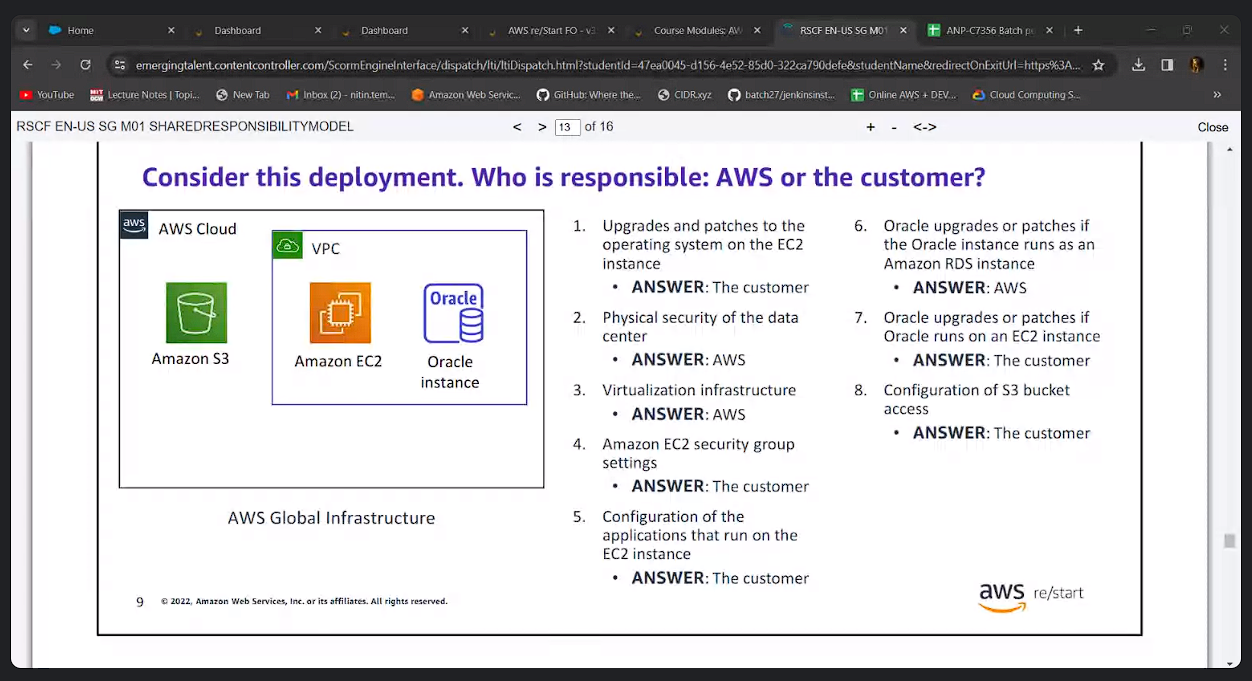 Home
Dashboard
Dashboard
AWS re/Start FO - v3
Course Modules: AW
RSCF EN-US SG M01
ANP-C7356 Batch p
emergingtalent.contentcontroller.com/ScormEngineInterface/dispatch/lti/ltiDispatch.html?studentId=47ea0045-d156-4e52-85d0-322ca790defe&studentName&redirectOnExitUrl=https%3A...
YouTube
Lecture Notes | Topi...
New Tab
Inbox (2) - nitin.tem...
Amazon Web Servic...
GitHub: Where the...
CIDR.xyz
batch27/jenkinsinst...
Online AWS + DEV...
Cloud Computing S...
»
RSCF EN-US SG M01 SHAREDRESPONSIBILITYMODEL
< > 13 of 16
+ - <->
Close
Consider this deployment. Who is responsible: AWS or the customer?
aws
AWS Cloud
VPC
Amazon S3
Amazon EC2
Oracle
Oracle
instance
AWS Global Infrastructure
1. Upgrades and patches to the
operating system on the EC2
instance
• ANSWER: The customer
2. Physical security of the data
center
• ANSWER: AWS
3. Virtualization infrastructure
• ANSWER: AWS
4. Amazon EC2 security group
settings
• ANSWER: The customer
5. Configuration of the
applications that run on the
EC2 instance
• ANSWER: The customer
6. Oracle upgrades or patches if
the Oracle instance runs as an
Amazon RDS instance
• ANSWER: AWS
7. Oracle upgrades or patches if
Oracle runs on an EC2 instance
• ANSWER: The customer
8. Configuration of S3 bucket
access
• ANSWER: The customer
9 © 2022, Amazon Web Services, Inc. or its affiliates. All rights reserved.
aws re/start